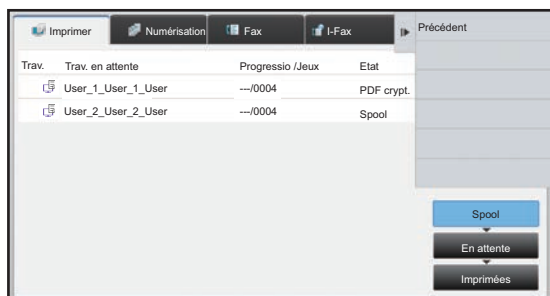 Imprimer Numérisation Fax I-Fax Précédent
Trav. Trav. en attente Progressio /Jeux Etat
User_1_User_1_User ---/0004 PDF crypt.
User_2_User_2_User ---/0004 Spool
Spool
En attente
Imprimées